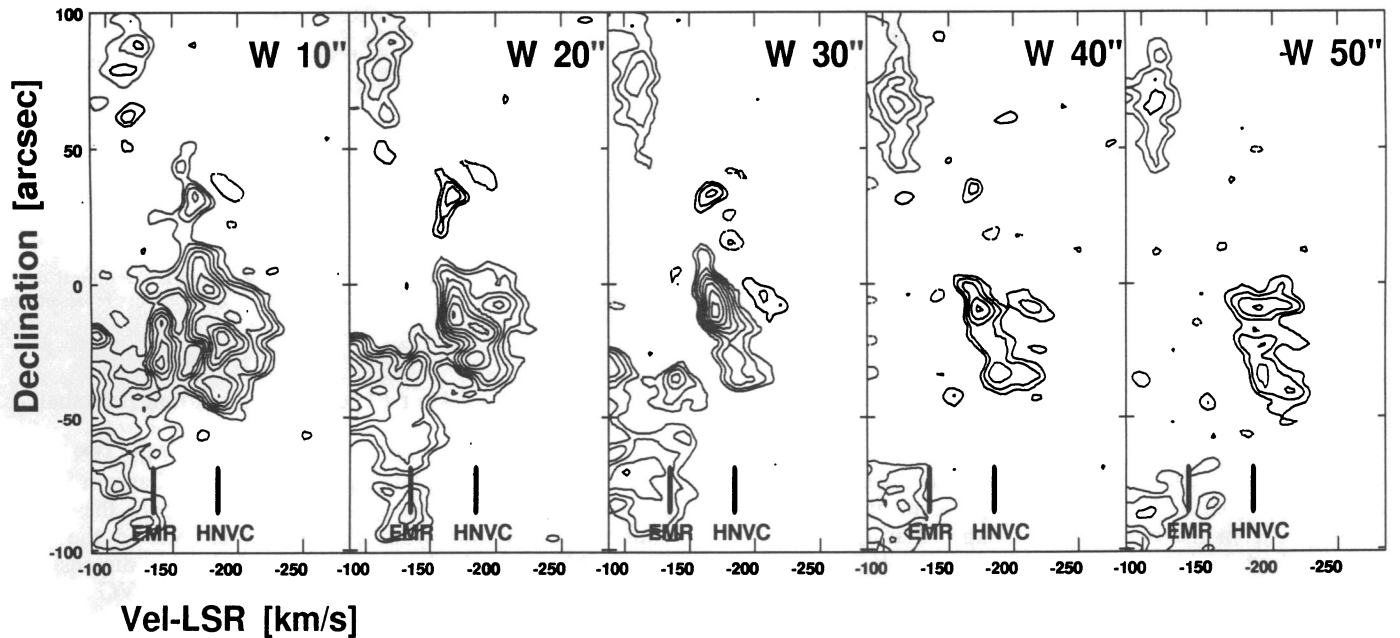 100
50
0
-50
-100
Declination [arcsec]
W 10"
W 20"
W 30"
W 40"
W 50"
EMR HNVC
EMR HNVC
EMR HNVC
EMR HNVC
EMR HNVC
-100 -150 -200 -250
-100 -150 -200 -250
-100 -150 -200 -250
-100 -150 -200 -250
-100 -150 -200 -250
Vel-LSR [km/s]